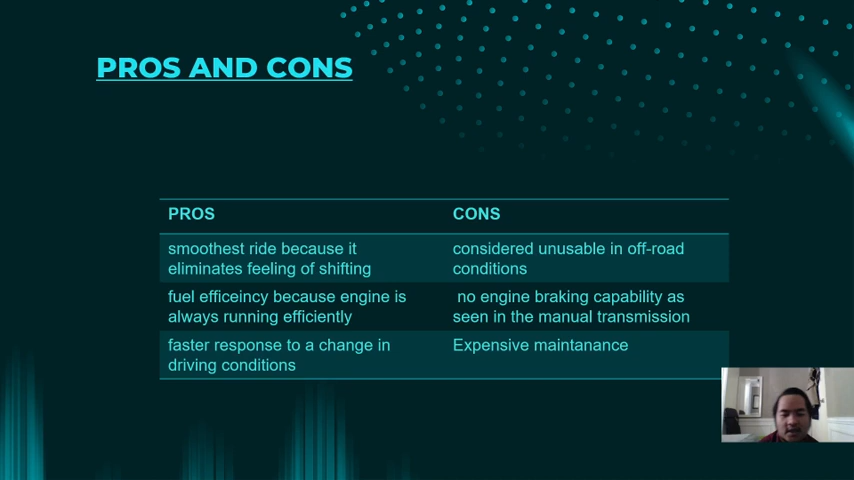 PROS AND CONS
PROS
CONS
smoothest ride because it
eliminates feeling of shifting
considered unusable in off-road
conditions
fuel efficeincy because engine is
always running efficiently
no engine braking capability as
seen in the manual transmission
faster response to a change in
driving conditions
Expensive maintanance